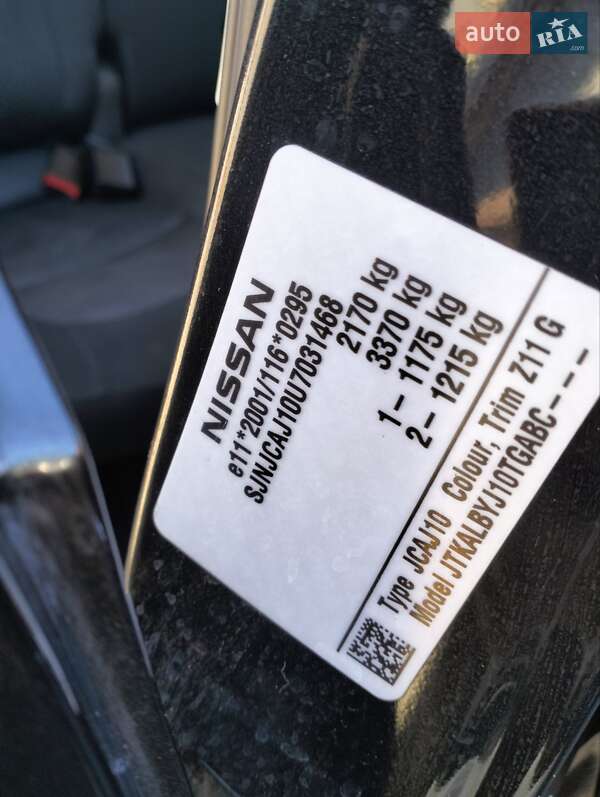 auto RIA
.com
NISSAN
e11*2001/116*0295
SJNJCAJ10U7031468
2170 kg
3370 kg
1- 1175 kg
2- 1215 kg
Type JCAJ10 Colour, Trim Z11 G
Model JTKALBYJ10TGABC---